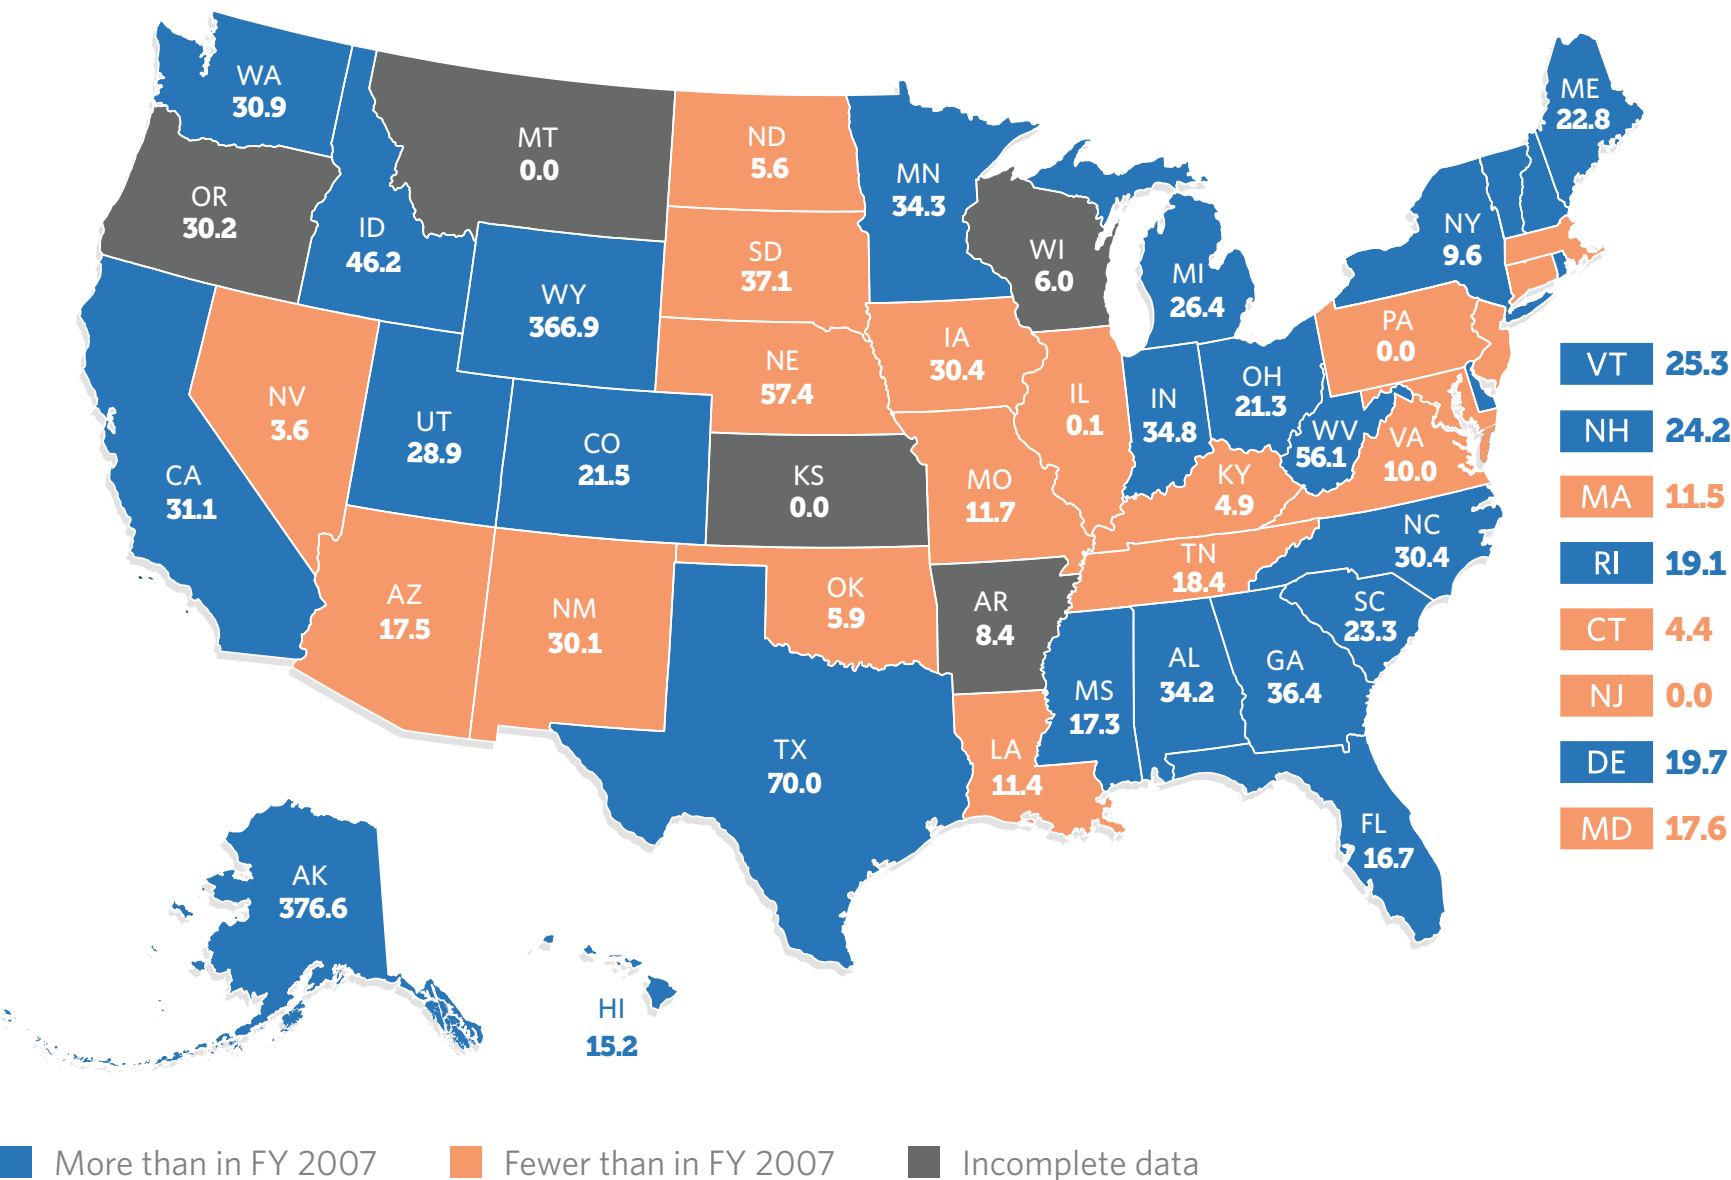 WA
30.9
OR
30.2
MT
0.0
ID
46.2
WY
366.9
ND
5.6
SD
37.1
NE
57.4
MN
34.3
WI
6.0
MI
26.4
IA
30.4
IL
0.1
IN
34.8
OH
21.3
PA
0.0
NY
9.6
ME
22.8
CA
31.1
NV
3.6
UT
28.9
CO
21.5
KS
0.0
MO
11.7
KY
4.9
WV
56.1
VA
10.0
AZ
17.5
NM
30.1
OK
5.9
AR
8.4
TN
18.4
NC
30.4
SC
23.3
TX
70.0
LA
11.4
MS
17.3
AL
34.2
GA
36.4
FL
16.7
AK
376.6
HI
15.2
VT 25.3
NH 24.2
MA 11.5
RI 19.1
CT 4.4
NJ 0.0
DE 19.7
MD 17.6
More than in FY 2007 Fewer than in FY 2007 Incomplete data